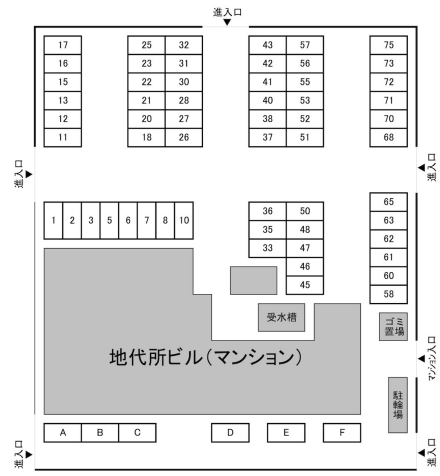 進入口
17 25 32 43 57 75
16 23 31 42 56 73
15 22 30 41 55 72
13 21 28 40 53 71
12 20 27 38 52 70
11 18 26 37 51 68
進入口
進入口
1 2 3 5 6 7 8 10
36 50
35 48
33 47
46
45
65
63
62
61
60
58
受水槽
ゴミ
置場
地代所ビル(マンション)
マンション入口
駐輪場
A B C D E F
進入口
進入口